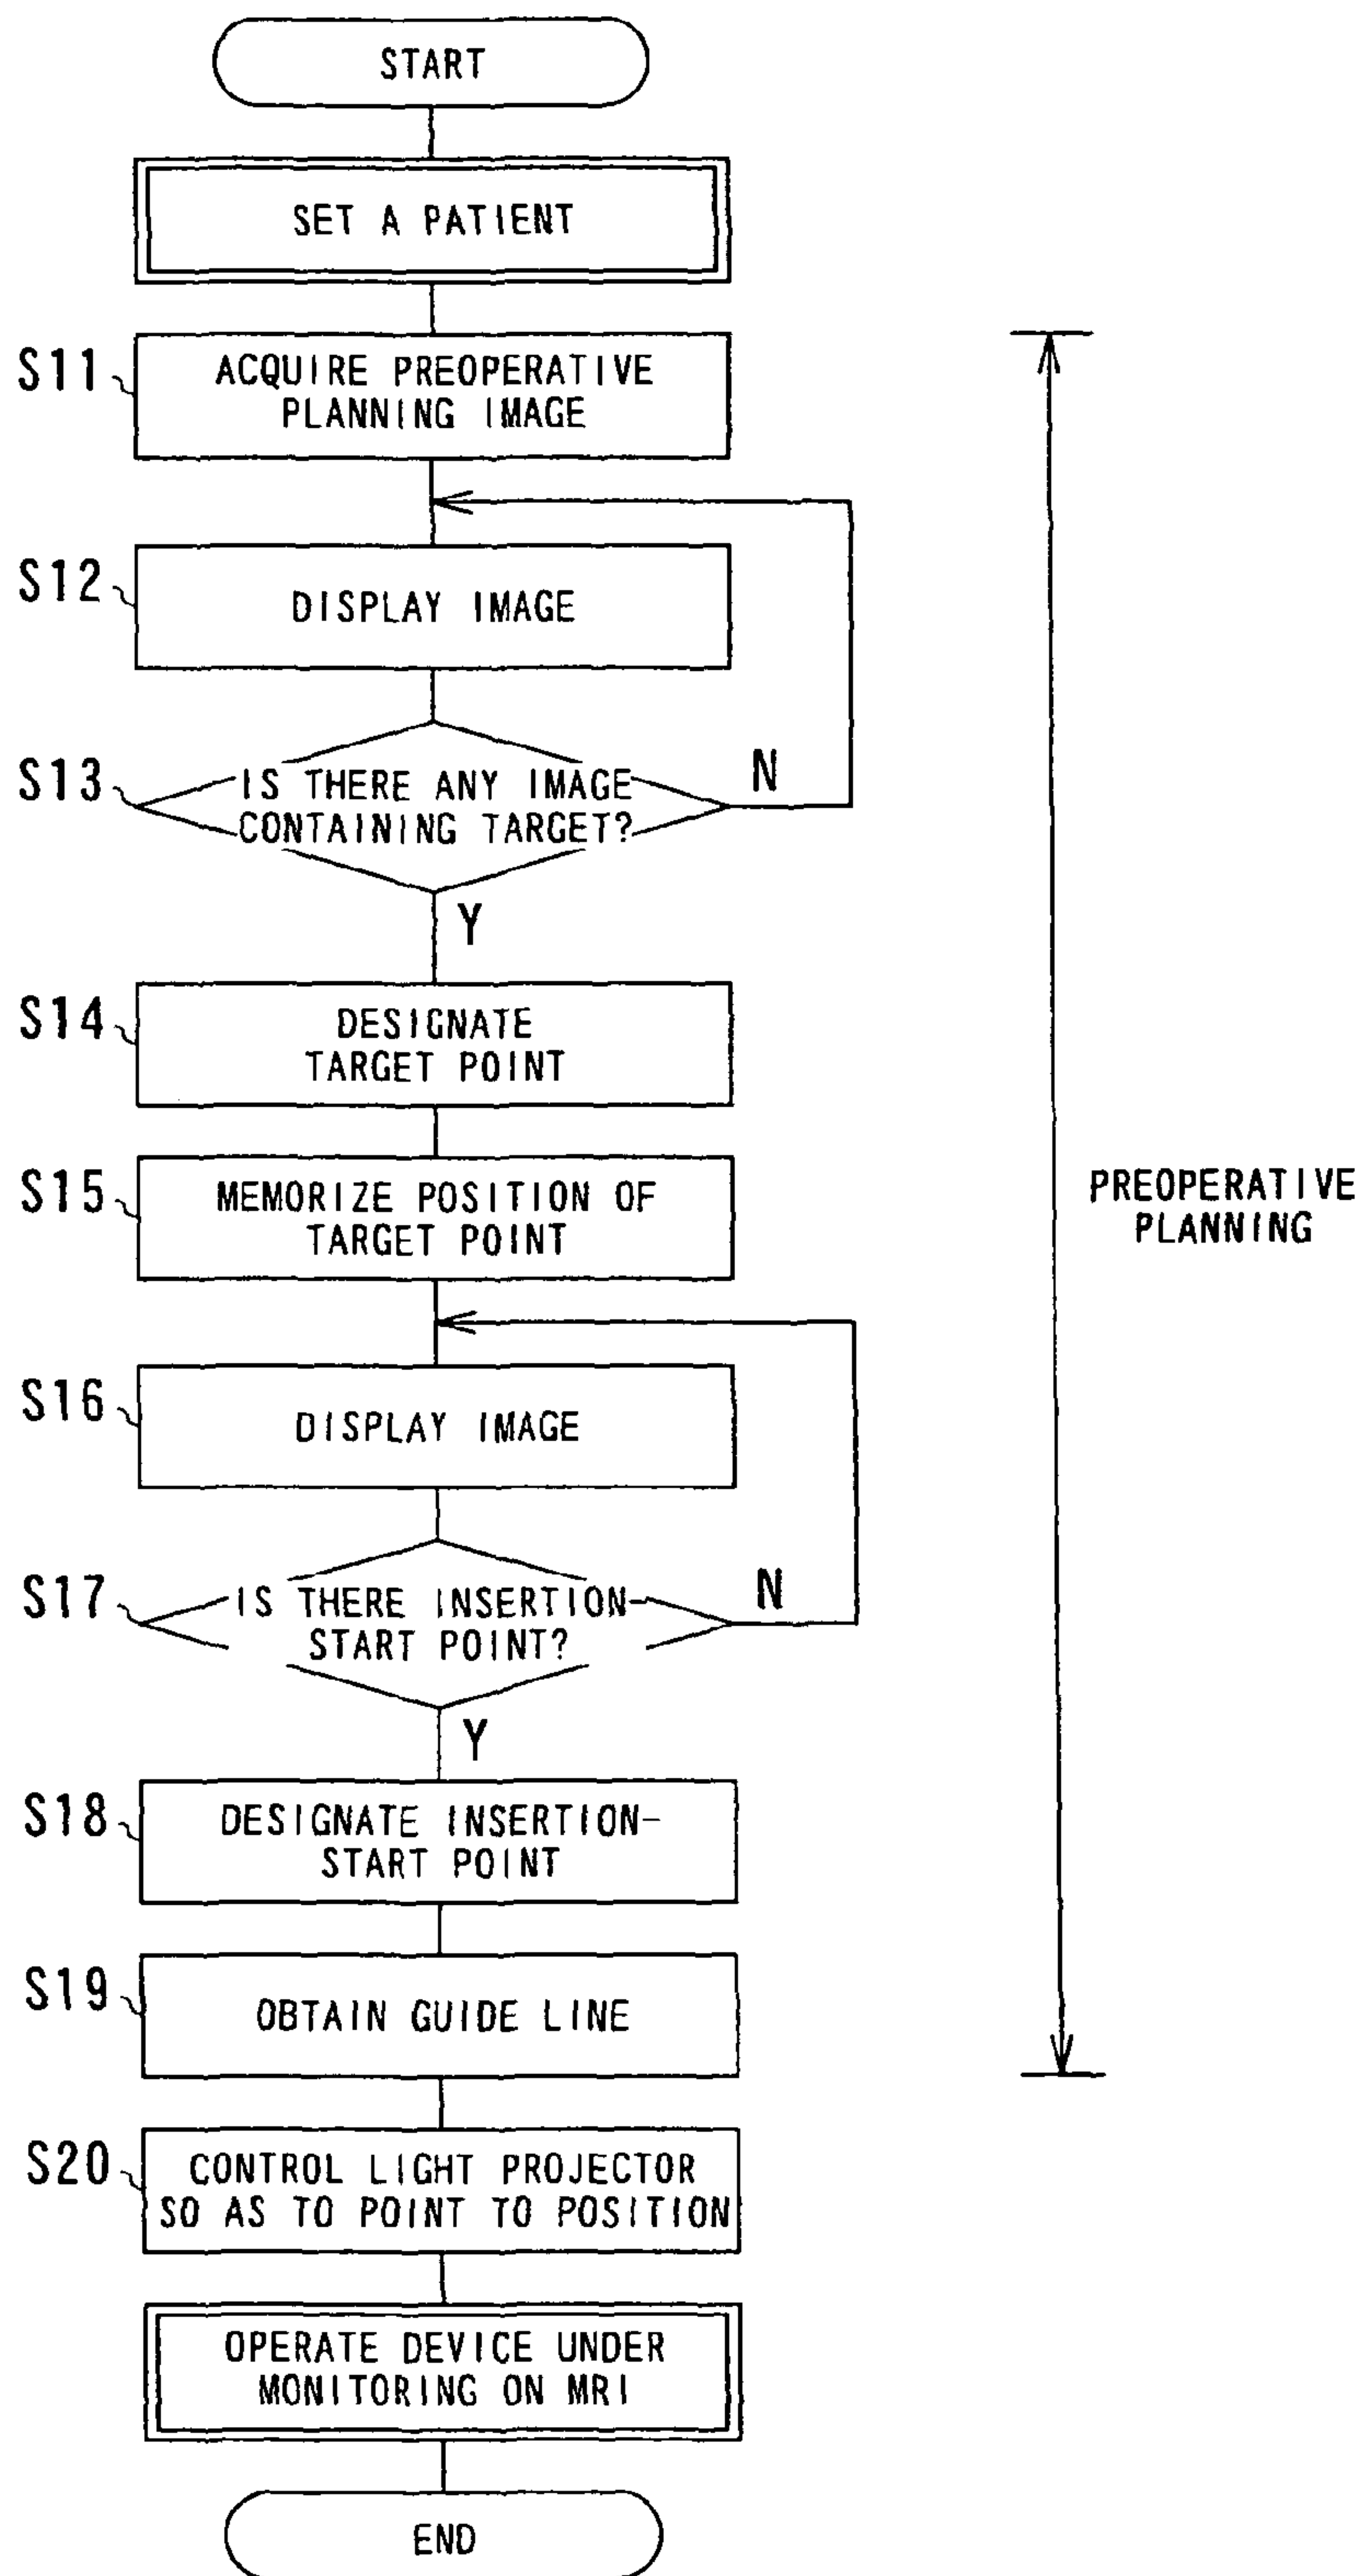 START
SET A PATIENT
S11
ACQUIRE PREOPERATIVE
PLANNING IMAGE
S12
DISPLAY IMAGE
S13
IS THERE ANY IMAGE
CONTAINING TARGET?
N
Y
S14
DESIGNATE
TARGET POINT
S15
MEMORIZE POSITION OF
TARGET POINT
PREOPERATIVE
PLANNING
S16
DISPLAY IMAGE
S17
IS THERE INSERTION-
START POINT?
N
Y
S18
DESIGNATE INSERTION-
START POINT
S19
OBTAIN GUIDE LINE
S20
CONTROL LIGHT PROJECTOR
SO AS TO POINT TO POSITION
OPERATE DEVICE UNDER
MONITORING ON MRI
END